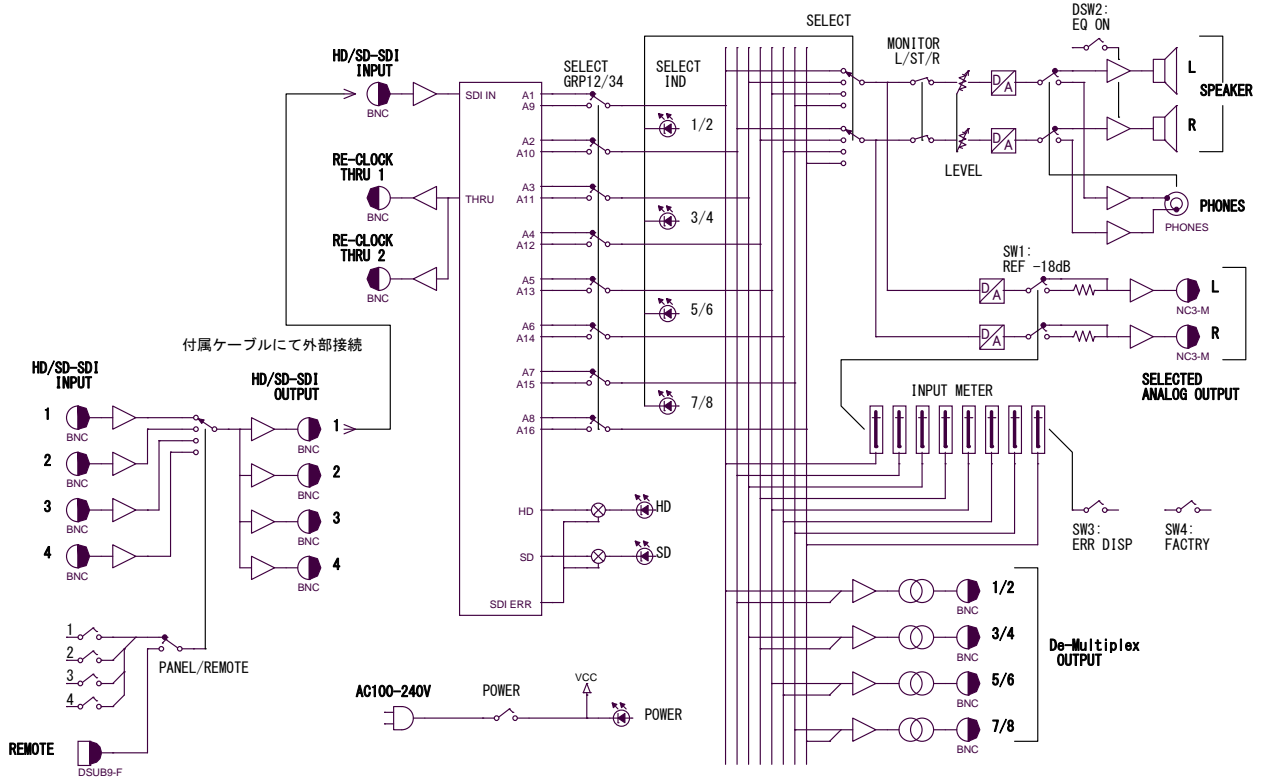 HD/SD-SDI
INPUT
BNC
RE-CLOCK
THRU 1
BNC
RE-CLOCK
THRU 2
BNC
付属ケーブルにて外部接続
HD/SD-SDI
INPUT
1
BNC
2
BNC
3
BNC
4
BNC
HD/SD-SDI
OUTPUT
1
BNC
2
BNC
3
BNC
4
BNC
1
2
3
4
PANEL/REMOTE
REMOTE
DSUB9-F
SDI IN
THRU
A1
A9
A2
A10
A3
A11
A4
A12
A5
A13
A6
A14
A7
A15
A8
A16
HD
SD
SDI ERR
SELECT
GRP12/34
SELECT
IND
1/2
3/4
5/6
7/8
HD
SD
AC100-240V
POWER
VCC
POWER
SELECT
MONITOR
L/ST/R
LEVEL
D
A
D
A
DSW2:
EQ ON
L
SPEAKER
R
PHONES
PHONES
SW1:
REF -18dB
D
A
D
A
L
NC3-M
R
NC3-M
SELECTED
ANALOG OUTPUT
INPUT METER
SW3:
ERR DISP
SW4:
FACTRY
1/2
BNC
3/4
BNC
5/6
BNC
7/8
BNC
De-Multiplex
OUTPUT